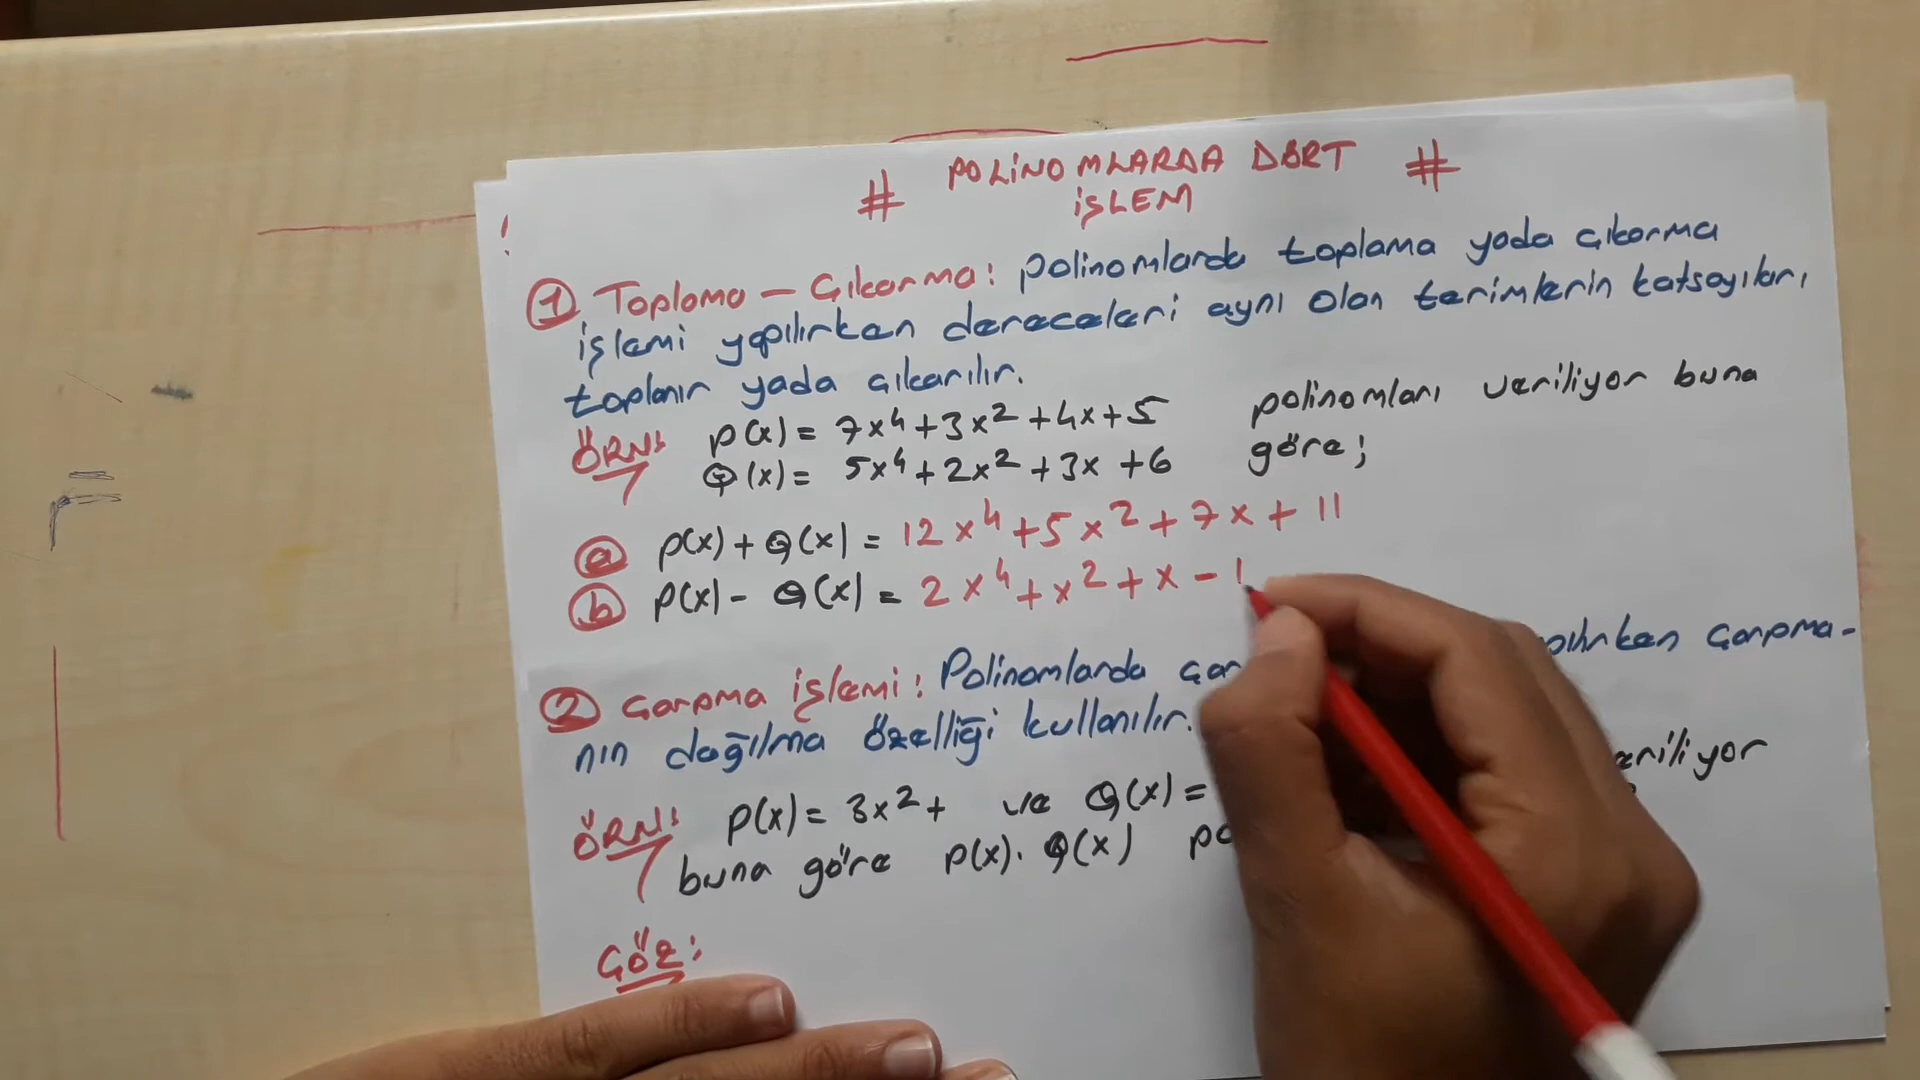 # POLİNOMLARDA DÖRT #
İŞLEM
① Toplama – Çıkarma: polinomlarda toplama yada çıkarma
işlemi yapılırken dereceleri aynı olan terimlerin katsayıları
toplanır yada çıkarılır.
ÖRN: P(x) = 7x⁴+3x²+4x+5 polinomları veriliyor buna
Q(x) = 5x⁴+2x²+3x+6 göre;
ⓐ P(x)+Q(x) = 12x⁴+5x²+7x+11
ⓑ P(x) - Q(x) = 2x⁴+x²+x-1
② Çarpma işlemi: Polinomlarda çarpma-
nın dağılma özelliği kullanılır.
ÖRN: P(x) = 3x²+ ve Q(x) =
buna göre P(x).Q(x)
ÇÖZ: